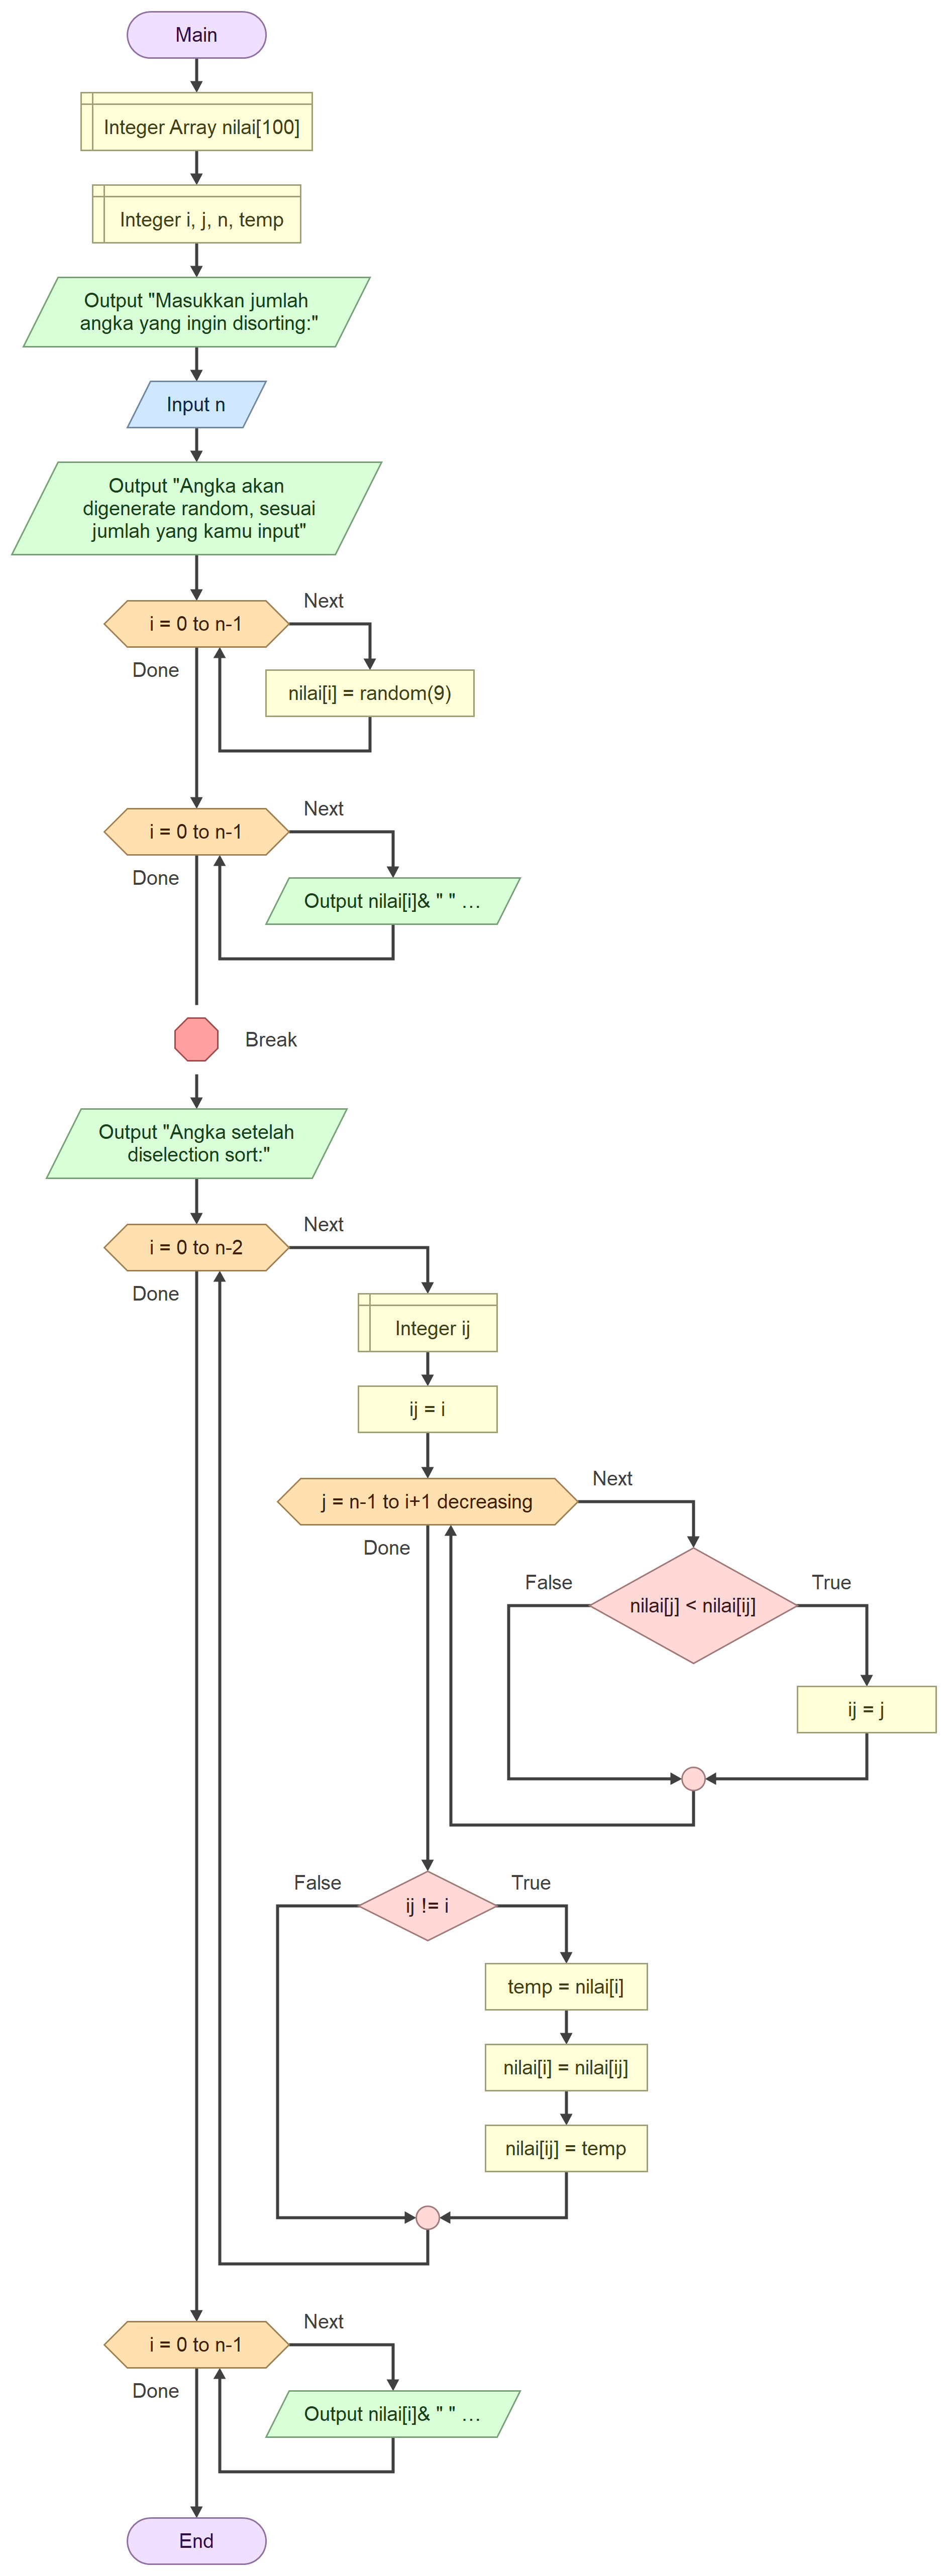 Main
Integer Array nilai[100]
Integer i, j, n, temp
Output "Masukkan jumlah
angka yang ingin disorting:"
Input n
Output "Angka akan
digenerate random, sesuai
jumlah yang kamu input"
i = 0 to n-1
Next
Done
nilai[i] = random(9)
i = 0 to n-1
Next
Done
Output nilai[i]& " " …
Break
Output "Angka setelah
diselection sort:"
i = 0 to n-2
Next
Done
Integer ij
ij = i
j = n-1 to i+1 decreasing
Next
Done
False
True
nilai[j] < nilai[ij]
ij = j
False
True
ij != i
temp = nilai[i]
nilai[i] = nilai[ij]
nilai[ij] = temp
i = 0 to n-1
Next
Done
Output nilai[i]& " " …
End